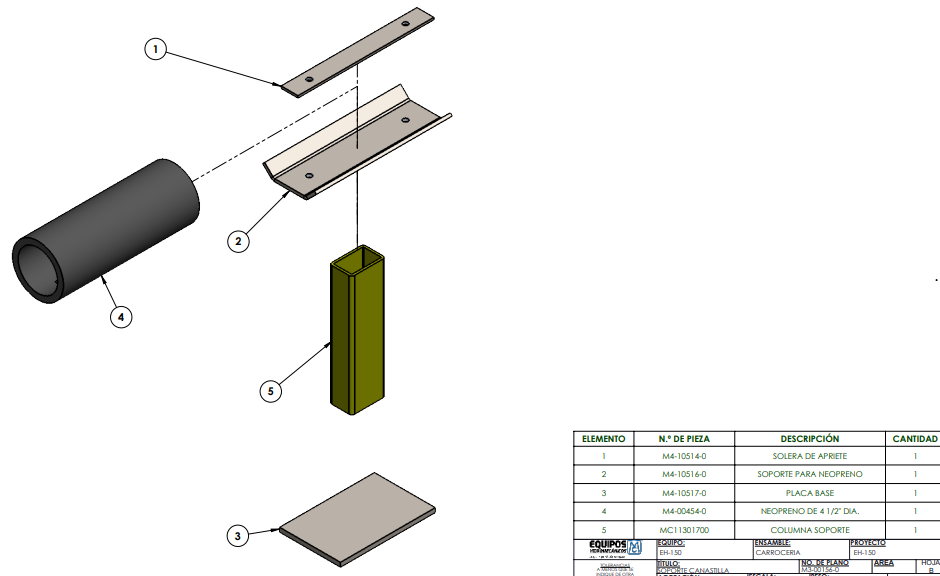 1
2
4
5
3
ELEMENTO N.º DE PIEZA DESCRIPCIÓN CANTIDAD
1 M4-10514-0 SOLERA DE APRIETE 1
2 M4-10516-0 SOPORTE PARA NEOPRENO 1
3 M4-10517-0 PLACA BASE 1
4 M4-00454-0 NEOPRENO DE 4 1/2" DIA. 1
5 MC11301700 COLUMNA SOPORTE 1
EQUIPOS
HIDROMECÁNICOS
EQUIPO: ENSAMBLE: PROYECTO
EH-150 CARROCERIA EH-150
TOLERANCIAS TÍTULO: NO. DE PLANO AREA HOJA
A MENOS QUE SE SOPORTE CANASTILLA M3-00156-0 B
INDIQUE DE OTRA